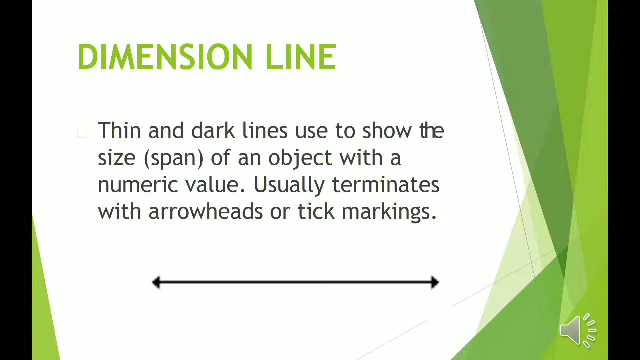 DIMENSION LINE
Thin and dark lines use to show the
size (span) of an object with a
numeric value. Usually terminates
with arrowheads or tick markings.